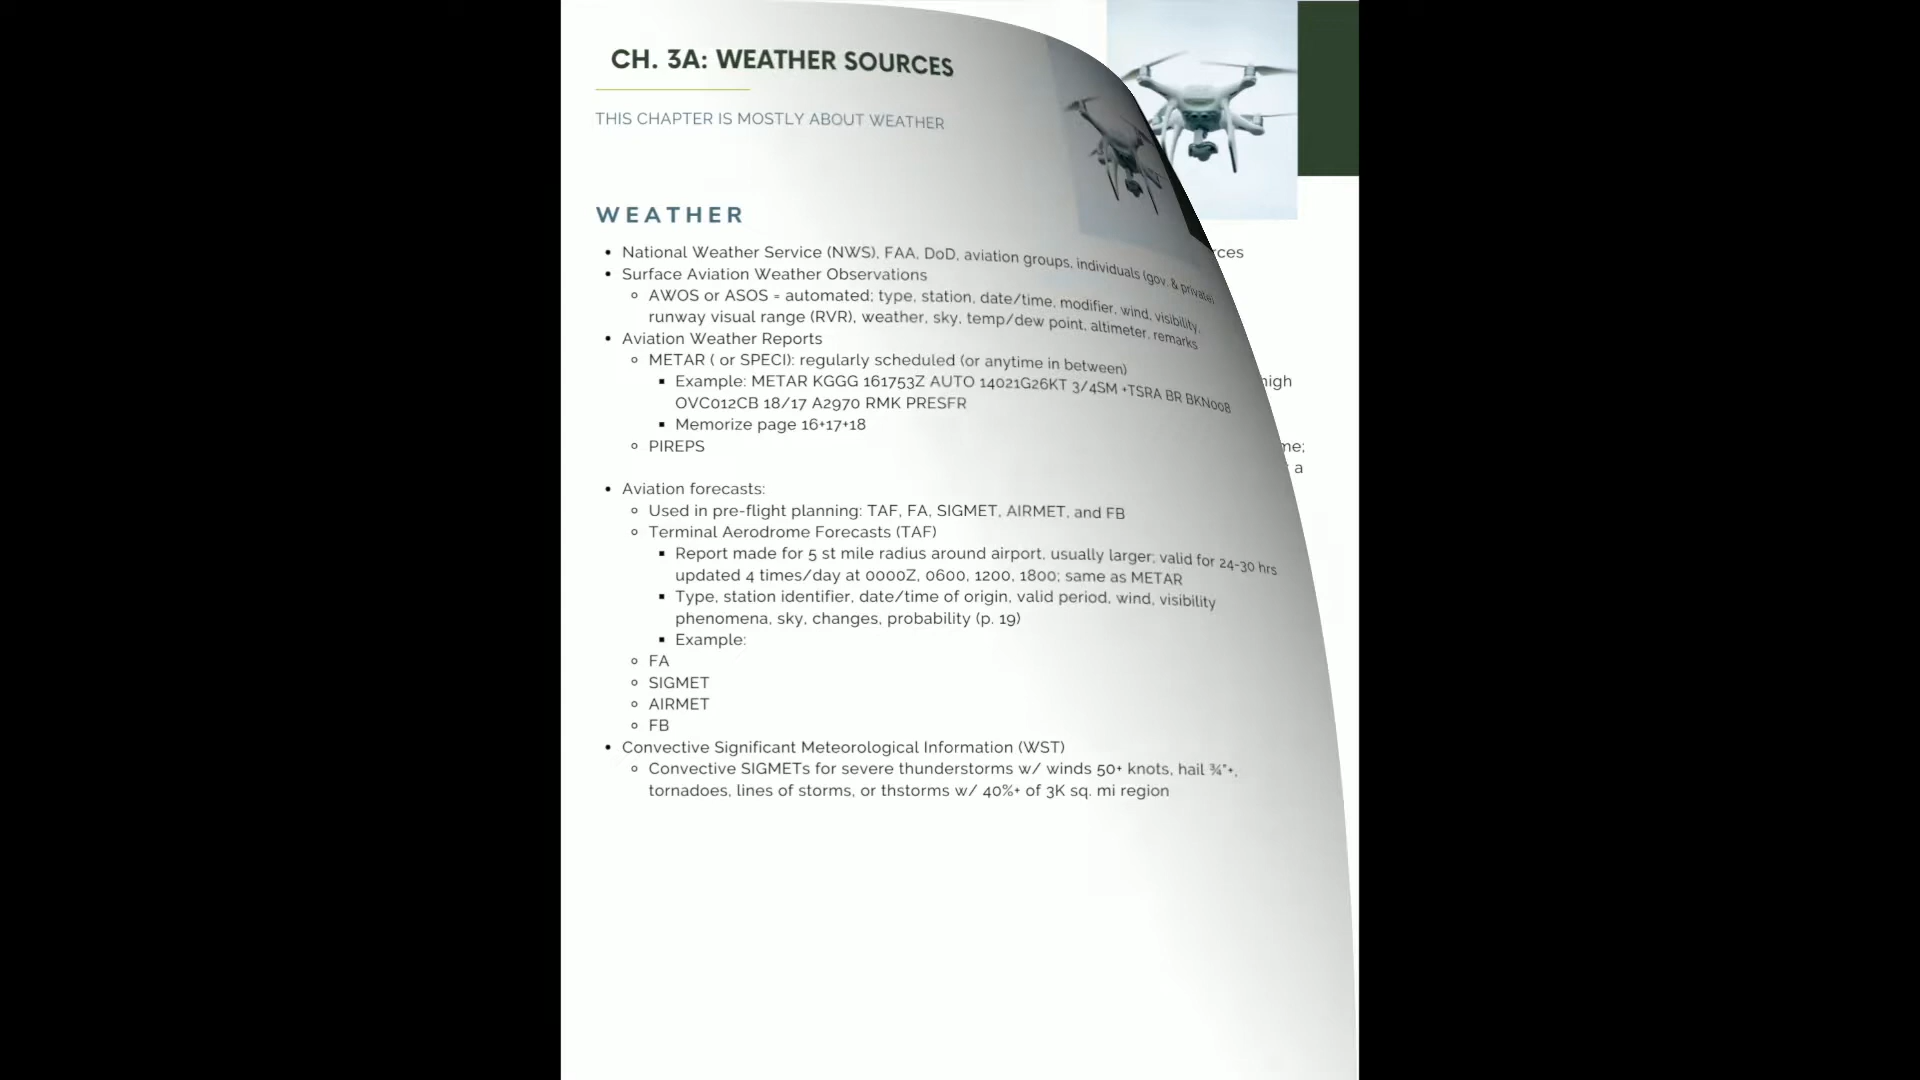 CH. 3A: WEATHER SOURCES
THIS CHAPTER IS MOSTLY ABOUT WEATHER
WEATHER
• National Weather Service (NWS), FAA, DoD, aviation groups, individuals (gov. & private)
• Surface Aviation Weather Observations
◦ AWOS or ASOS = automated; type, station, date/time, modifier, wind, visibility,
runway visual range (RVR), weather, sky, temp/dew point, altimeter, remarks
• Aviation Weather Reports
◦ METAR ( or SPECI): regularly scheduled (or anytime in between)
▪ Example: METAR KGGG 161753Z AUTO 14021G26KT 3/4SM +TSRA BR BKN008
OVC012CB 18/17 A2970 RMK PRESFR
▪ Memorize page 16+17+18
◦ PIREPS
• Aviation forecasts:
◦ Used in pre-flight planning: TAF, FA, SIGMET, AIRMET, and FB
◦ Terminal Aerodrome Forecasts (TAF)
▪ Report made for 5 st mile radius around airport, usually larger; valid for 24-30 hrs
updated 4 times/day at 0000Z, 0600, 1200, 1800; same as METAR
▪ Type, station identifier, date/time of origin, valid period, wind, visibility
phenomena, sky, changes, probability (p. 19)
▪ Example:
◦ FA
◦ SIGMET
◦ AIRMET
◦ FB
• Convective Significant Meteorological Information (WST)
◦ Convective SIGMETs for severe thunderstorms w/ winds 50+ knots, hail ¾"+,
tornadoes, lines of storms, or thstorms w/ 40%+ of 3K sq. mi region